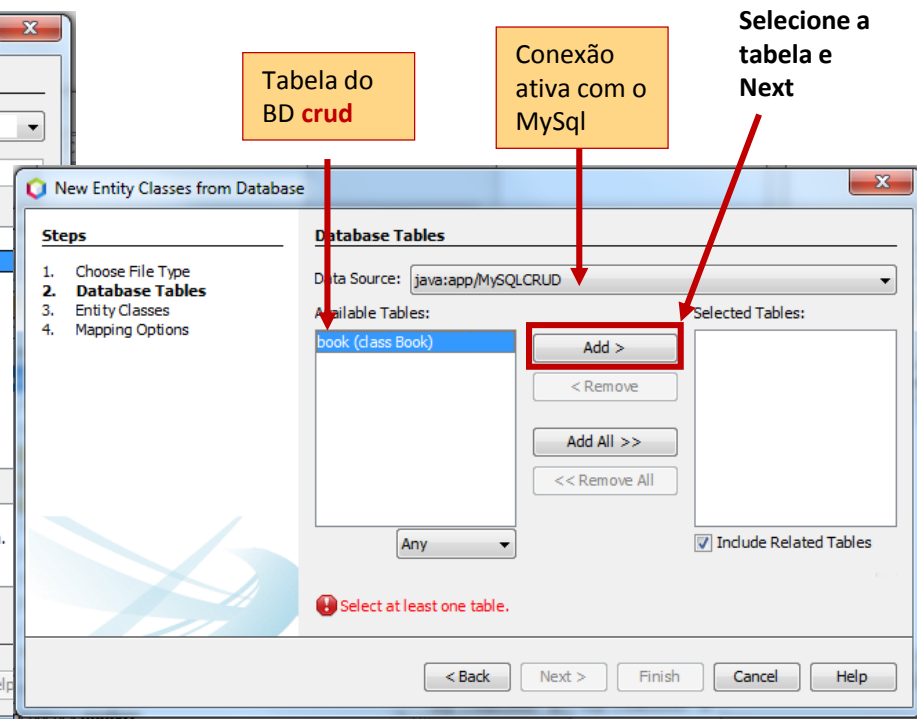 Selecione a
tabela e
Next
Conexão
ativa com o
MySql
Tabela do
BD crud
New Entity Classes from Database
Steps
1. Choose File Type
2. Database Tables
3. Entity Classes
4. Mapping Options
Database Tables
Data Source: java:app/MySQLCRUD
Available Tables:
Selected Tables:
book (class Book)
Add >
< Remove
Add All >>
<< Remove All
Any
Include Related Tables
Select at least one table.
< Back
Next >
Finish
Cancel
Help